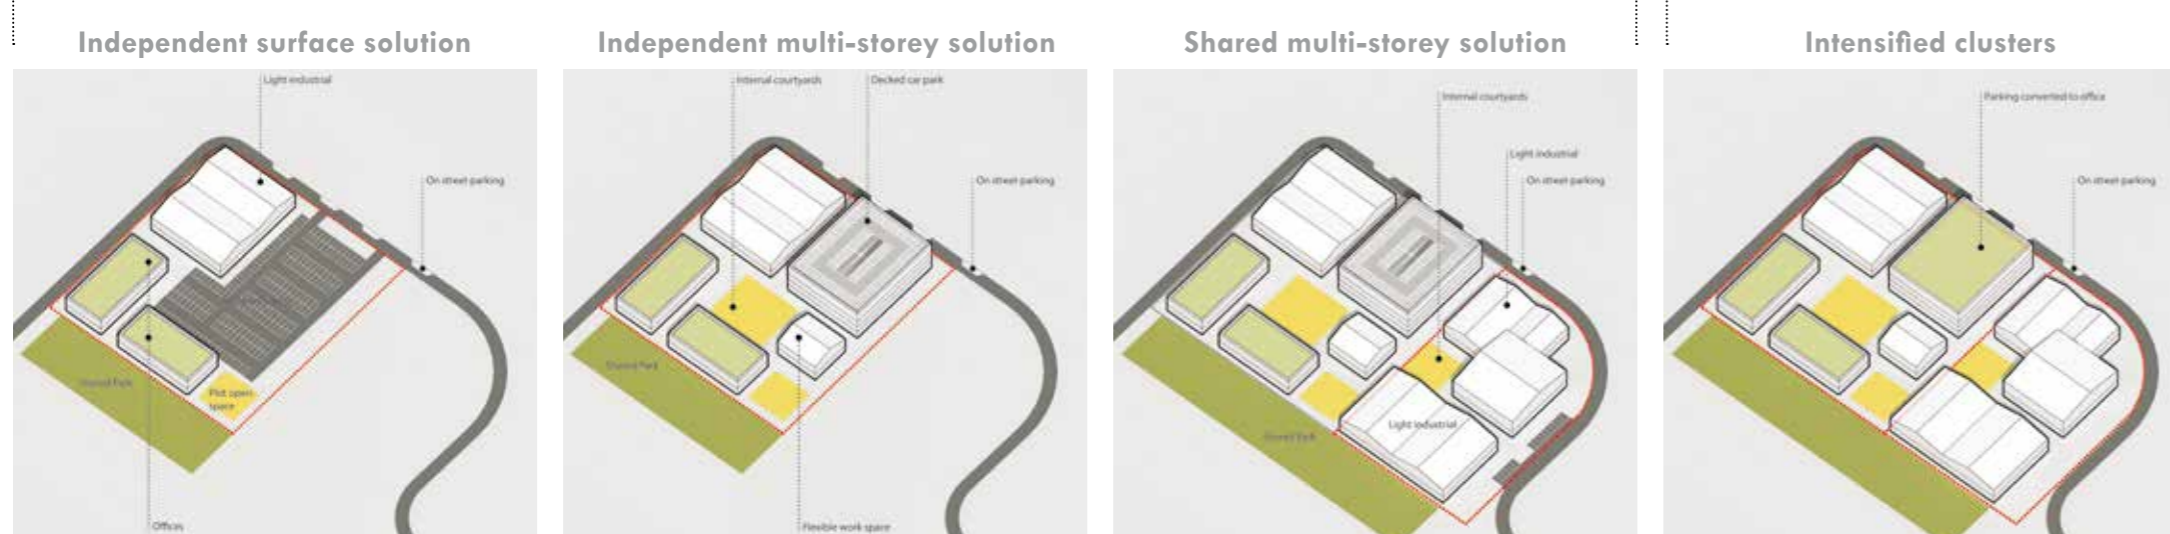 Independent surface solution
Light industrial
On street parking
Shared Park
Plot open
space
Offices
Independent multi-storey solution
Internal courtyards
Decked car park
On street parking
Shared Park
Flexible work space
Shared multi-storey solution
Internal courtyards
Light industrial
On street parking
Light industrial
Shared Park
Intensified clusters
Parking converted to office
On street parking